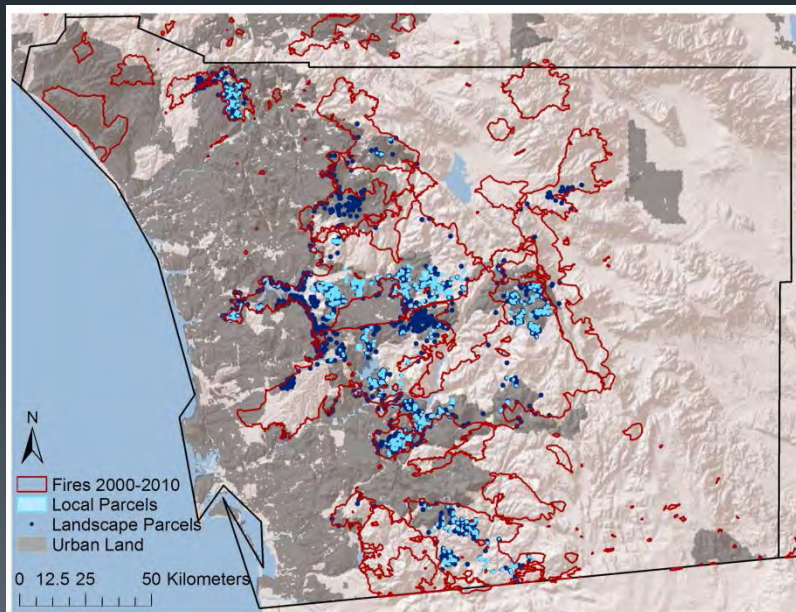 N
Fires 2000-2010
Local Parcels
Landscape Parcels
Urban Land
0 12.5 25 50 Kilometers